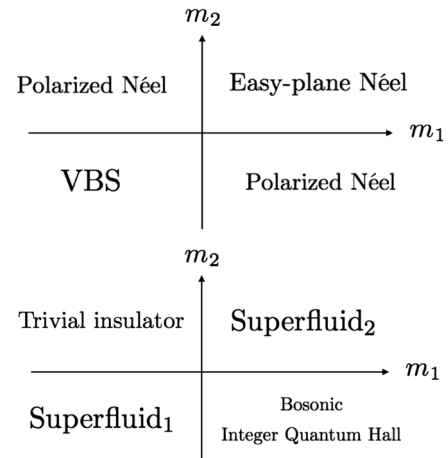 m₂
Polarized Néel Easy-plane Néel
m₁
VBS Polarized Néel
m₂
Trivial insulator Superfluid₂
m₁
Superfluid₁ Bosonic
Integer Quantum Hall